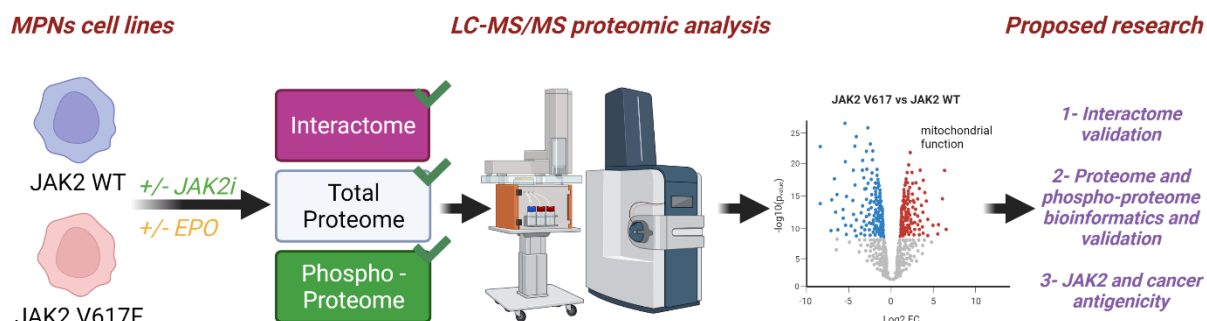 MPNs cell lines
LC-MS/MS proteomic analysis
Proposed research
JAK2 WT
JAK2 V617F
+/- JAK2i
+/- EPO
Interactome
Total
Proteome
Phospho -
Proteome
JAK2 V617 vs JAK2 WT
mitochondrial
function
-log10(pvalue)
25
20
15
10
5
0
-10
-5
0
5
10
Log2 FC
1- Interactome
validation
2- Proteome and
phospho-proteome
bioinformatics and
validation
3- JAK2 and cancer
antigenicity